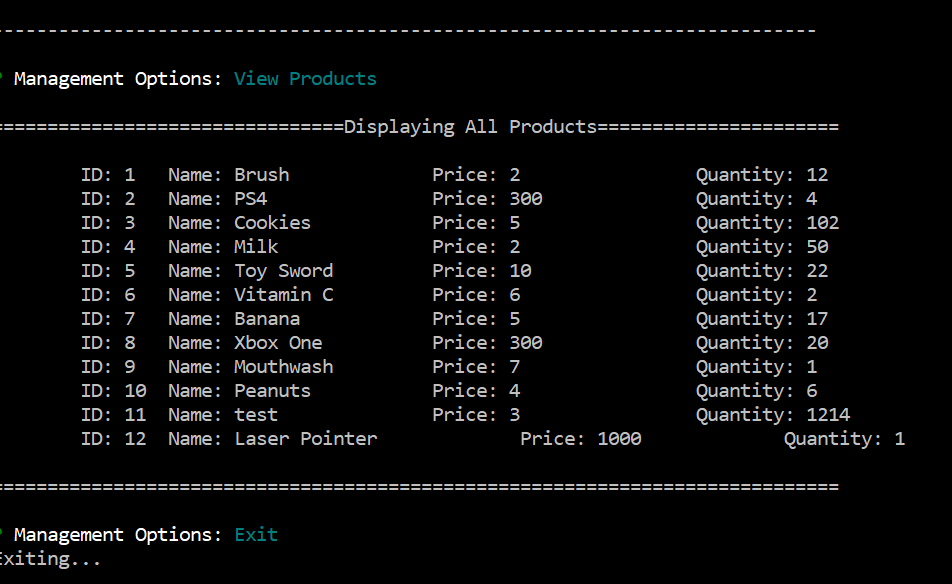 --------------------------------------------------------------------------
? Management Options: View Products
===============================Displaying All Products======================
ID: 1 Name: Brush Price: 2 Quantity: 12
ID: 2 Name: PS4 Price: 300 Quantity: 4
ID: 3 Name: Cookies Price: 5 Quantity: 102
ID: 4 Name: Milk Price: 2 Quantity: 50
ID: 5 Name: Toy Sword Price: 10 Quantity: 22
ID: 6 Name: Vitamin C Price: 6 Quantity: 2
ID: 7 Name: Banana Price: 5 Quantity: 17
ID: 8 Name: Xbox One Price: 300 Quantity: 20
ID: 9 Name: Mouthwash Price: 7 Quantity: 1
ID: 10 Name: Peanuts Price: 4 Quantity: 6
ID: 11 Name: test Price: 3 Quantity: 1214
ID: 12 Name: Laser Pointer Price: 1000 Quantity: 1
============================================================================
? Management Options: Exit
Exiting...